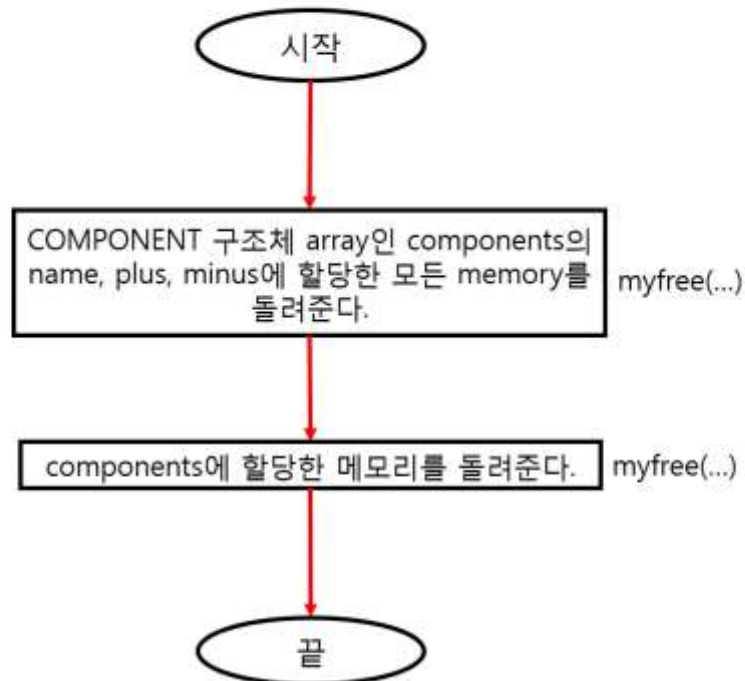 시작
COMPONENT 구조체 array인 components의
name, plus, minus에 할당한 모든 memory를
돌려준다.
myfree(...)
components에 할당한 메모리를 돌려준다.
myfree(...)
끝